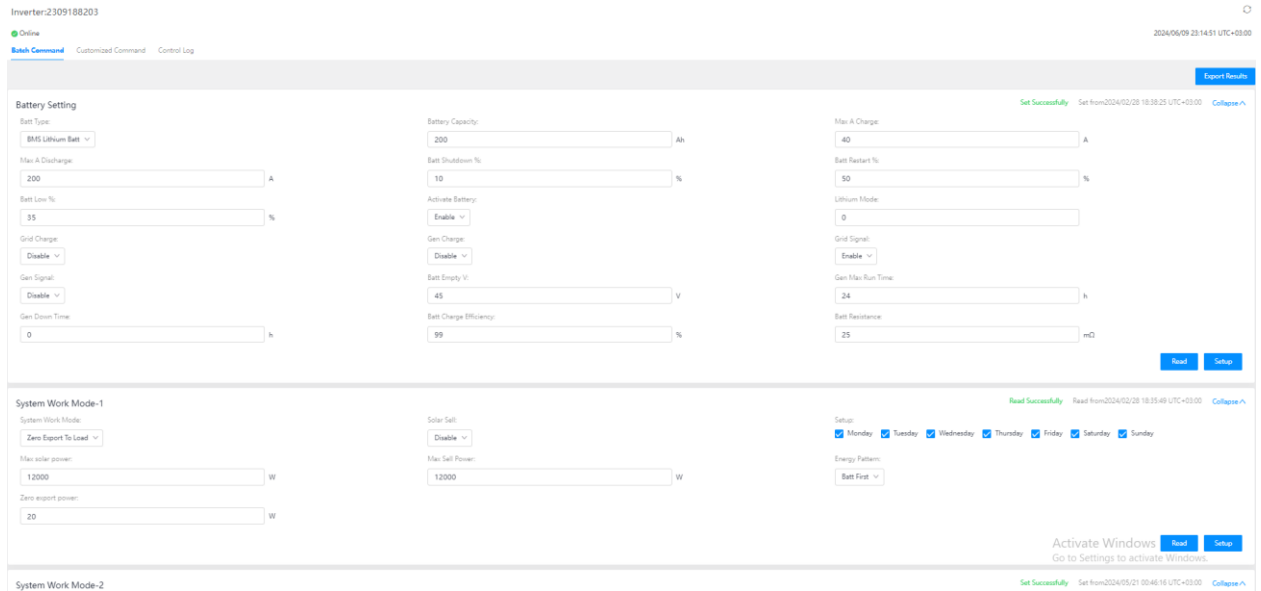 Inverter:2309188203
Online
2024/06/09 23:14:51 UTC+03:00
Batch Command Customized Command Control Log
Export Results
Battery Setting
Set Successfully Set from2024/02/28 18:38:25 UTC+03:00 Collapse
Batt Type: Battery Capacity: Max A Charge:
BMS Lithium Batt 200 Ah 40 A
Max A Discharge: Batt Shutdown %: Batt Restart %:
200 A 10 % 50 %
Batt Low %: Activate Battery: Lithium Mode:
35 % Enable 0
Grid Charge: Gen Charge: Grid Signal:
Disable Disable Enable
Gen Signal: Batt Empty V: Gen Max Run Time:
Disable 45 V 24 h
Gen Down Time: Batt Charge Efficiency: Batt Resistance:
0 h 99 % 25 mΩ
Read Setup
System Work Mode-1
Read Successfully Read from2024/02/28 18:35:49 UTC+03:00 Collapse
System Work Mode: Solar Sell: Setup:
Zero Export To Load Disable Monday Tuesday Wednesday Thursday Friday Saturday Sunday
Max solar power: Max Sell Power: Energy Pattern:
12000 W 12000 W Batt First
Zero export power:
20 W
Activate Windows
Read Setup
Go to Settings to activate Windows.
System Work Mode-2
Set Successfully Set from2024/05/21 00:46:16 UTC+03:00 Collapse